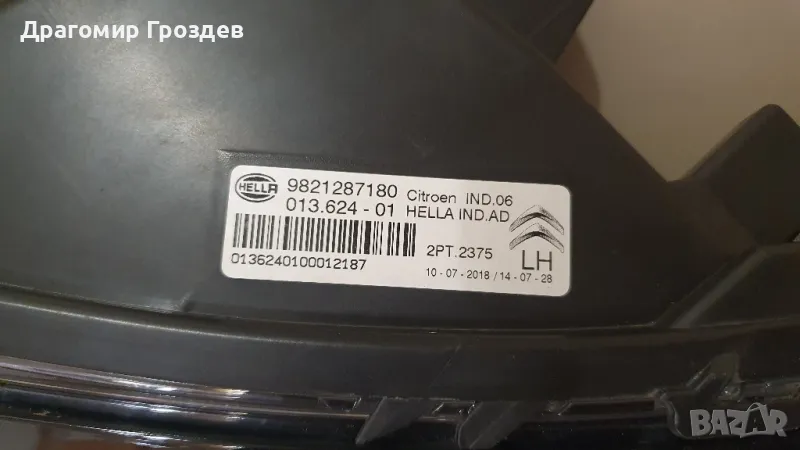 Драгомир Гроздев
HELLA 9821287180 Citroen IND.06
013.624 - 01 HELLA IND.AD
2PT.2375
0136240100012187
LH
10 - 07 - 2018 / 14 - 07 - 28
BAZAR